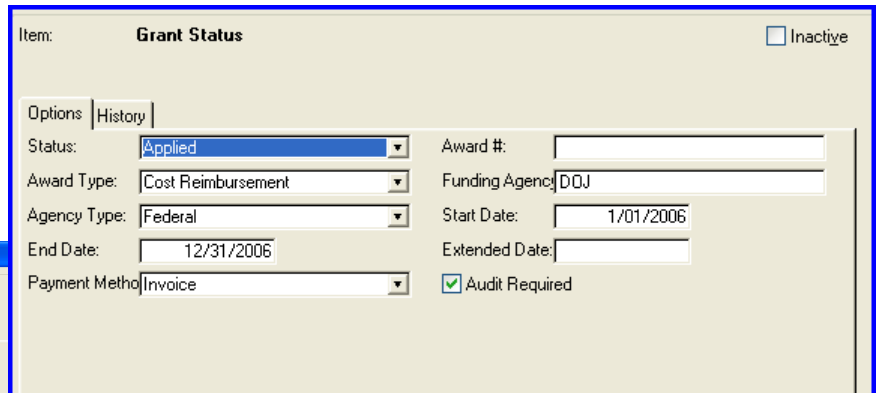 Item: Grant Status Inactive
Options History
Status: Applied Award #:
Award Type: Cost Reimbursement Funding Agency DOJ
Agency Type: Federal Start Date: 1/01/2006
End Date: 12/31/2006 Extended Date:
Payment Metho Invoice Audit Required